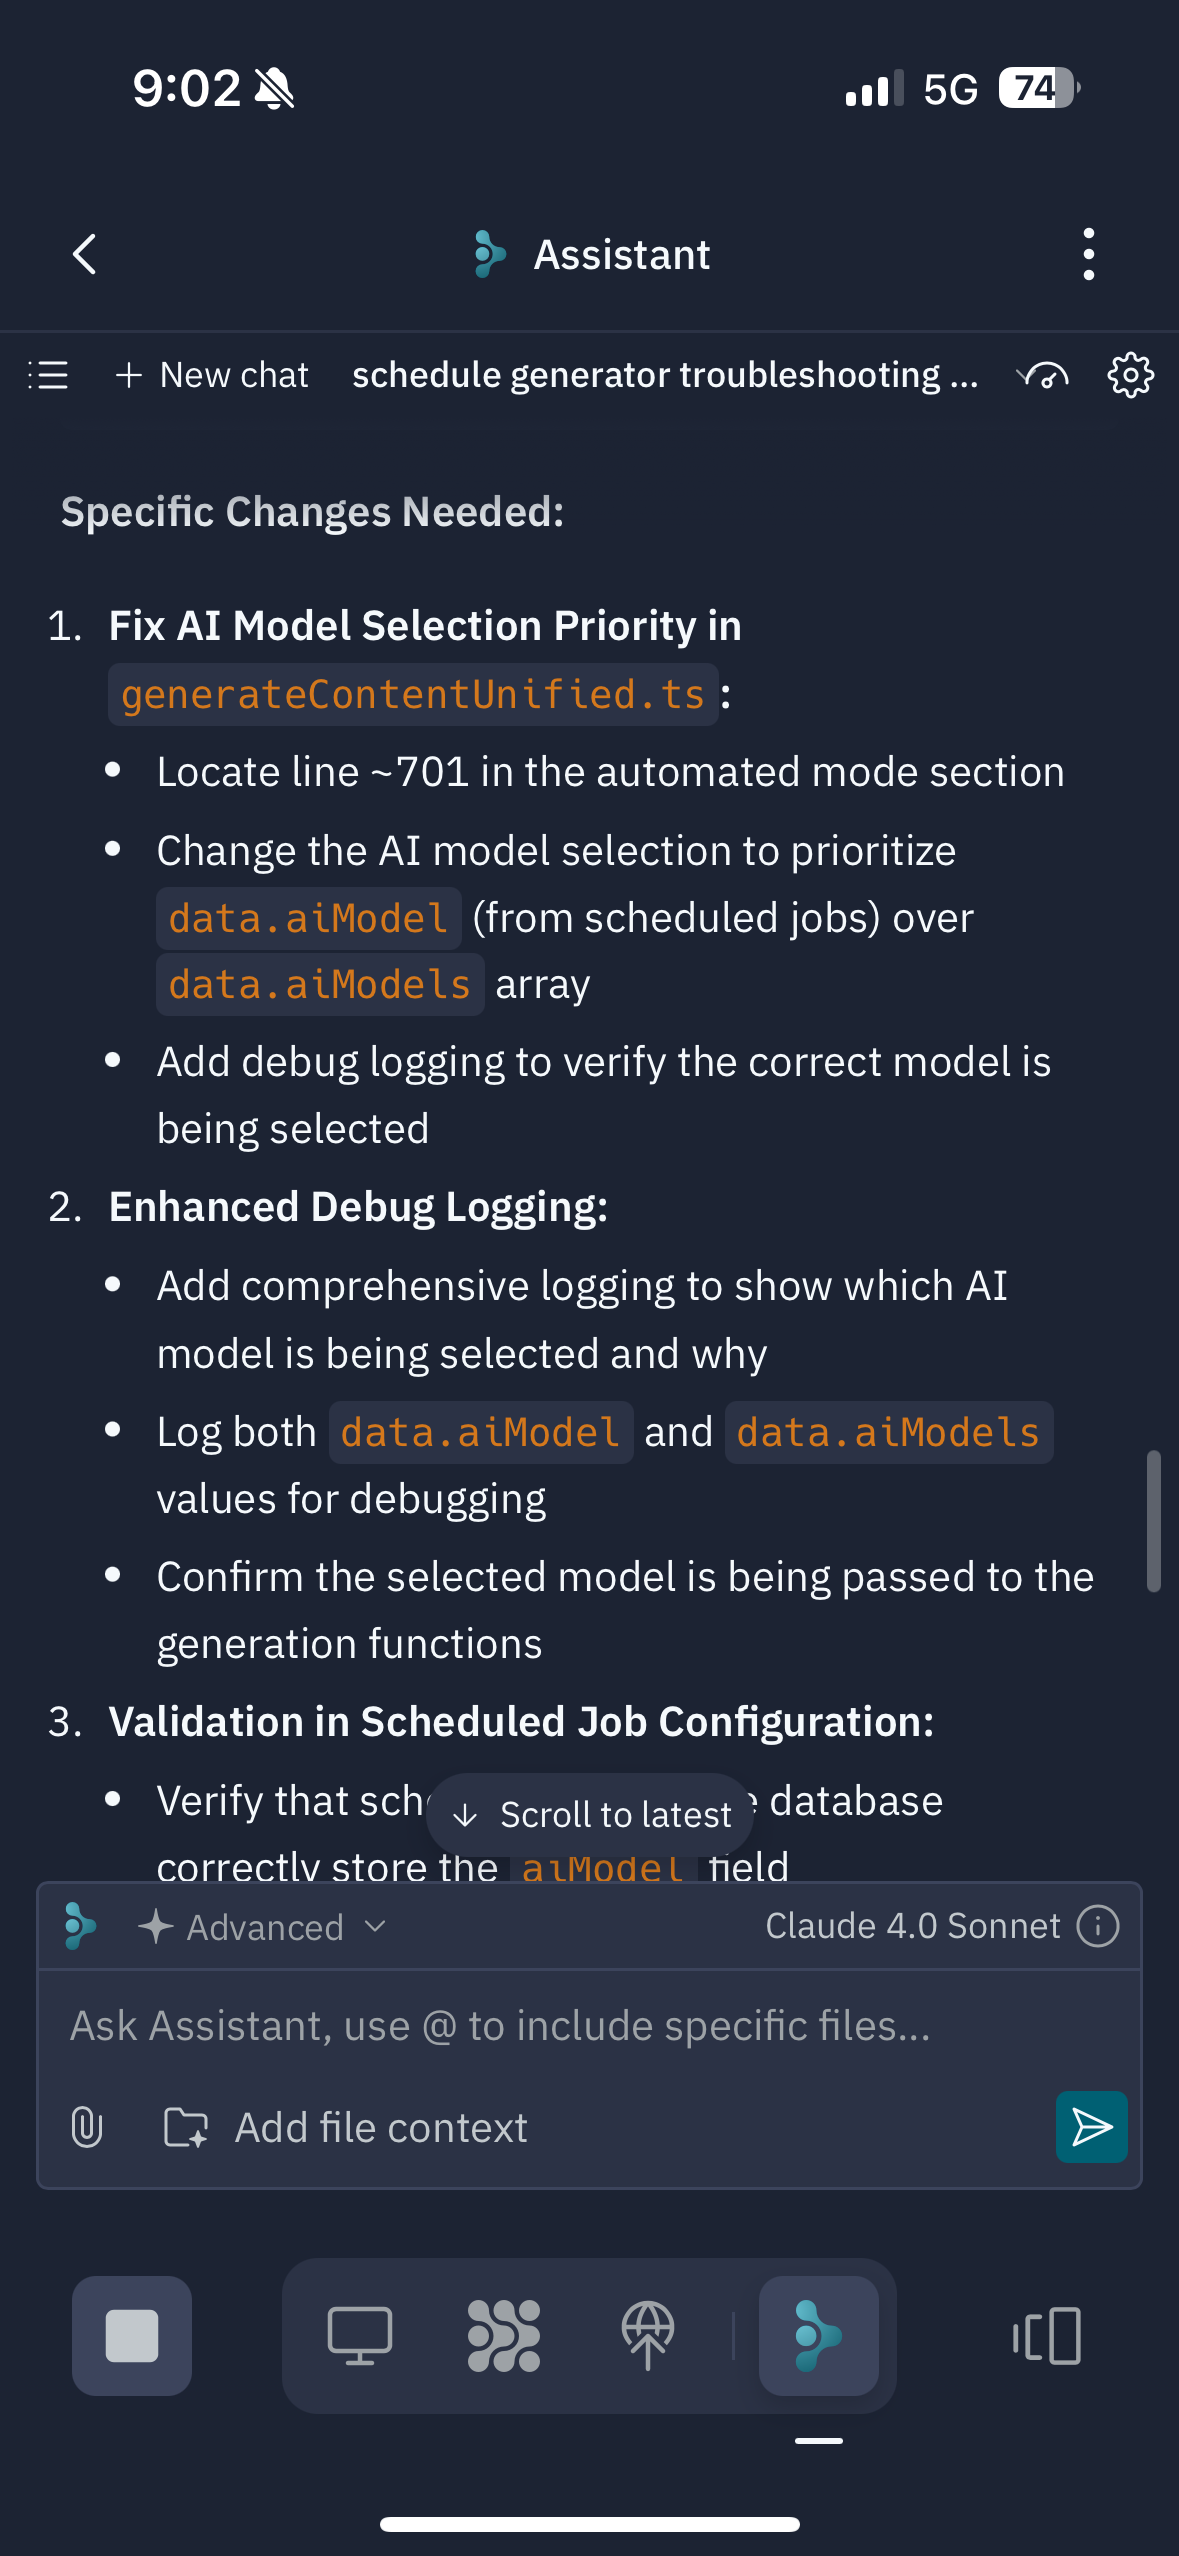 9:02
5G
74
Assistant
+ New chat schedule generator troubleshooting ...
Specific Changes Needed:
1. Fix AI Model Selection Priority in
generateContentUnified.ts:
• Locate line ~701 in the automated mode section
• Change the AI model selection to prioritize
data.aiModel (from scheduled jobs) over
data.aiModels array
• Add debug logging to verify the correct model is
being selected
2. Enhanced Debug Logging:
• Add comprehensive logging to show which AI
model is being selected and why
• Log both data.aiModel and data.aiModels
values for debugging
• Confirm the selected model is being passed to the
generation functions
3. Validation in Scheduled Job Configuration:
• Verify that database
↓ Scroll to latest
correctly store the aiModel field
Advanced
Claude 4.0 Sonnet
Ask Assistant, use @ to include specific files...
Add file context